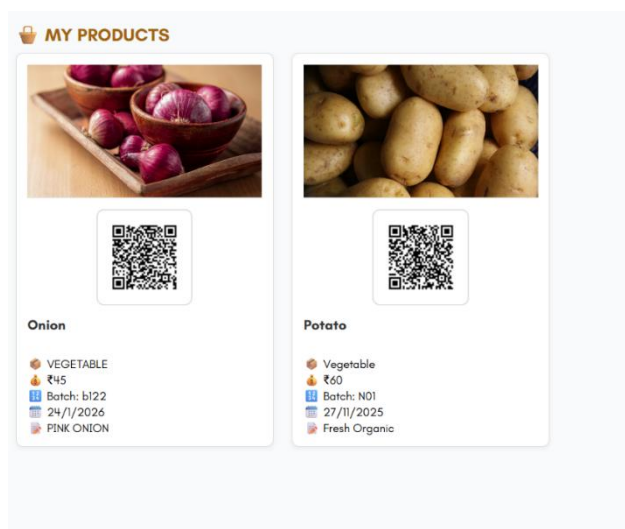 MY PRODUCTS
Onion
VEGETABLE
₹45
Batch: b122
24/1/2026
PINK ONION
Potato
Vegetable
₹60
Batch: N01
27/11/2025
Fresh Organic